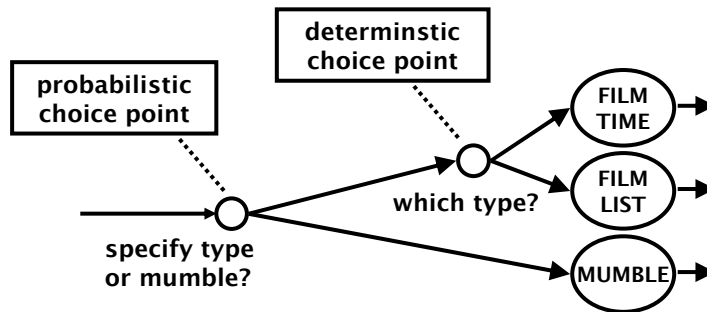 determinstic
choice point
probabilistic
choice point
FILM
TIME
FILM
LIST
which type?
specify type
or mumble?
MUMBLE